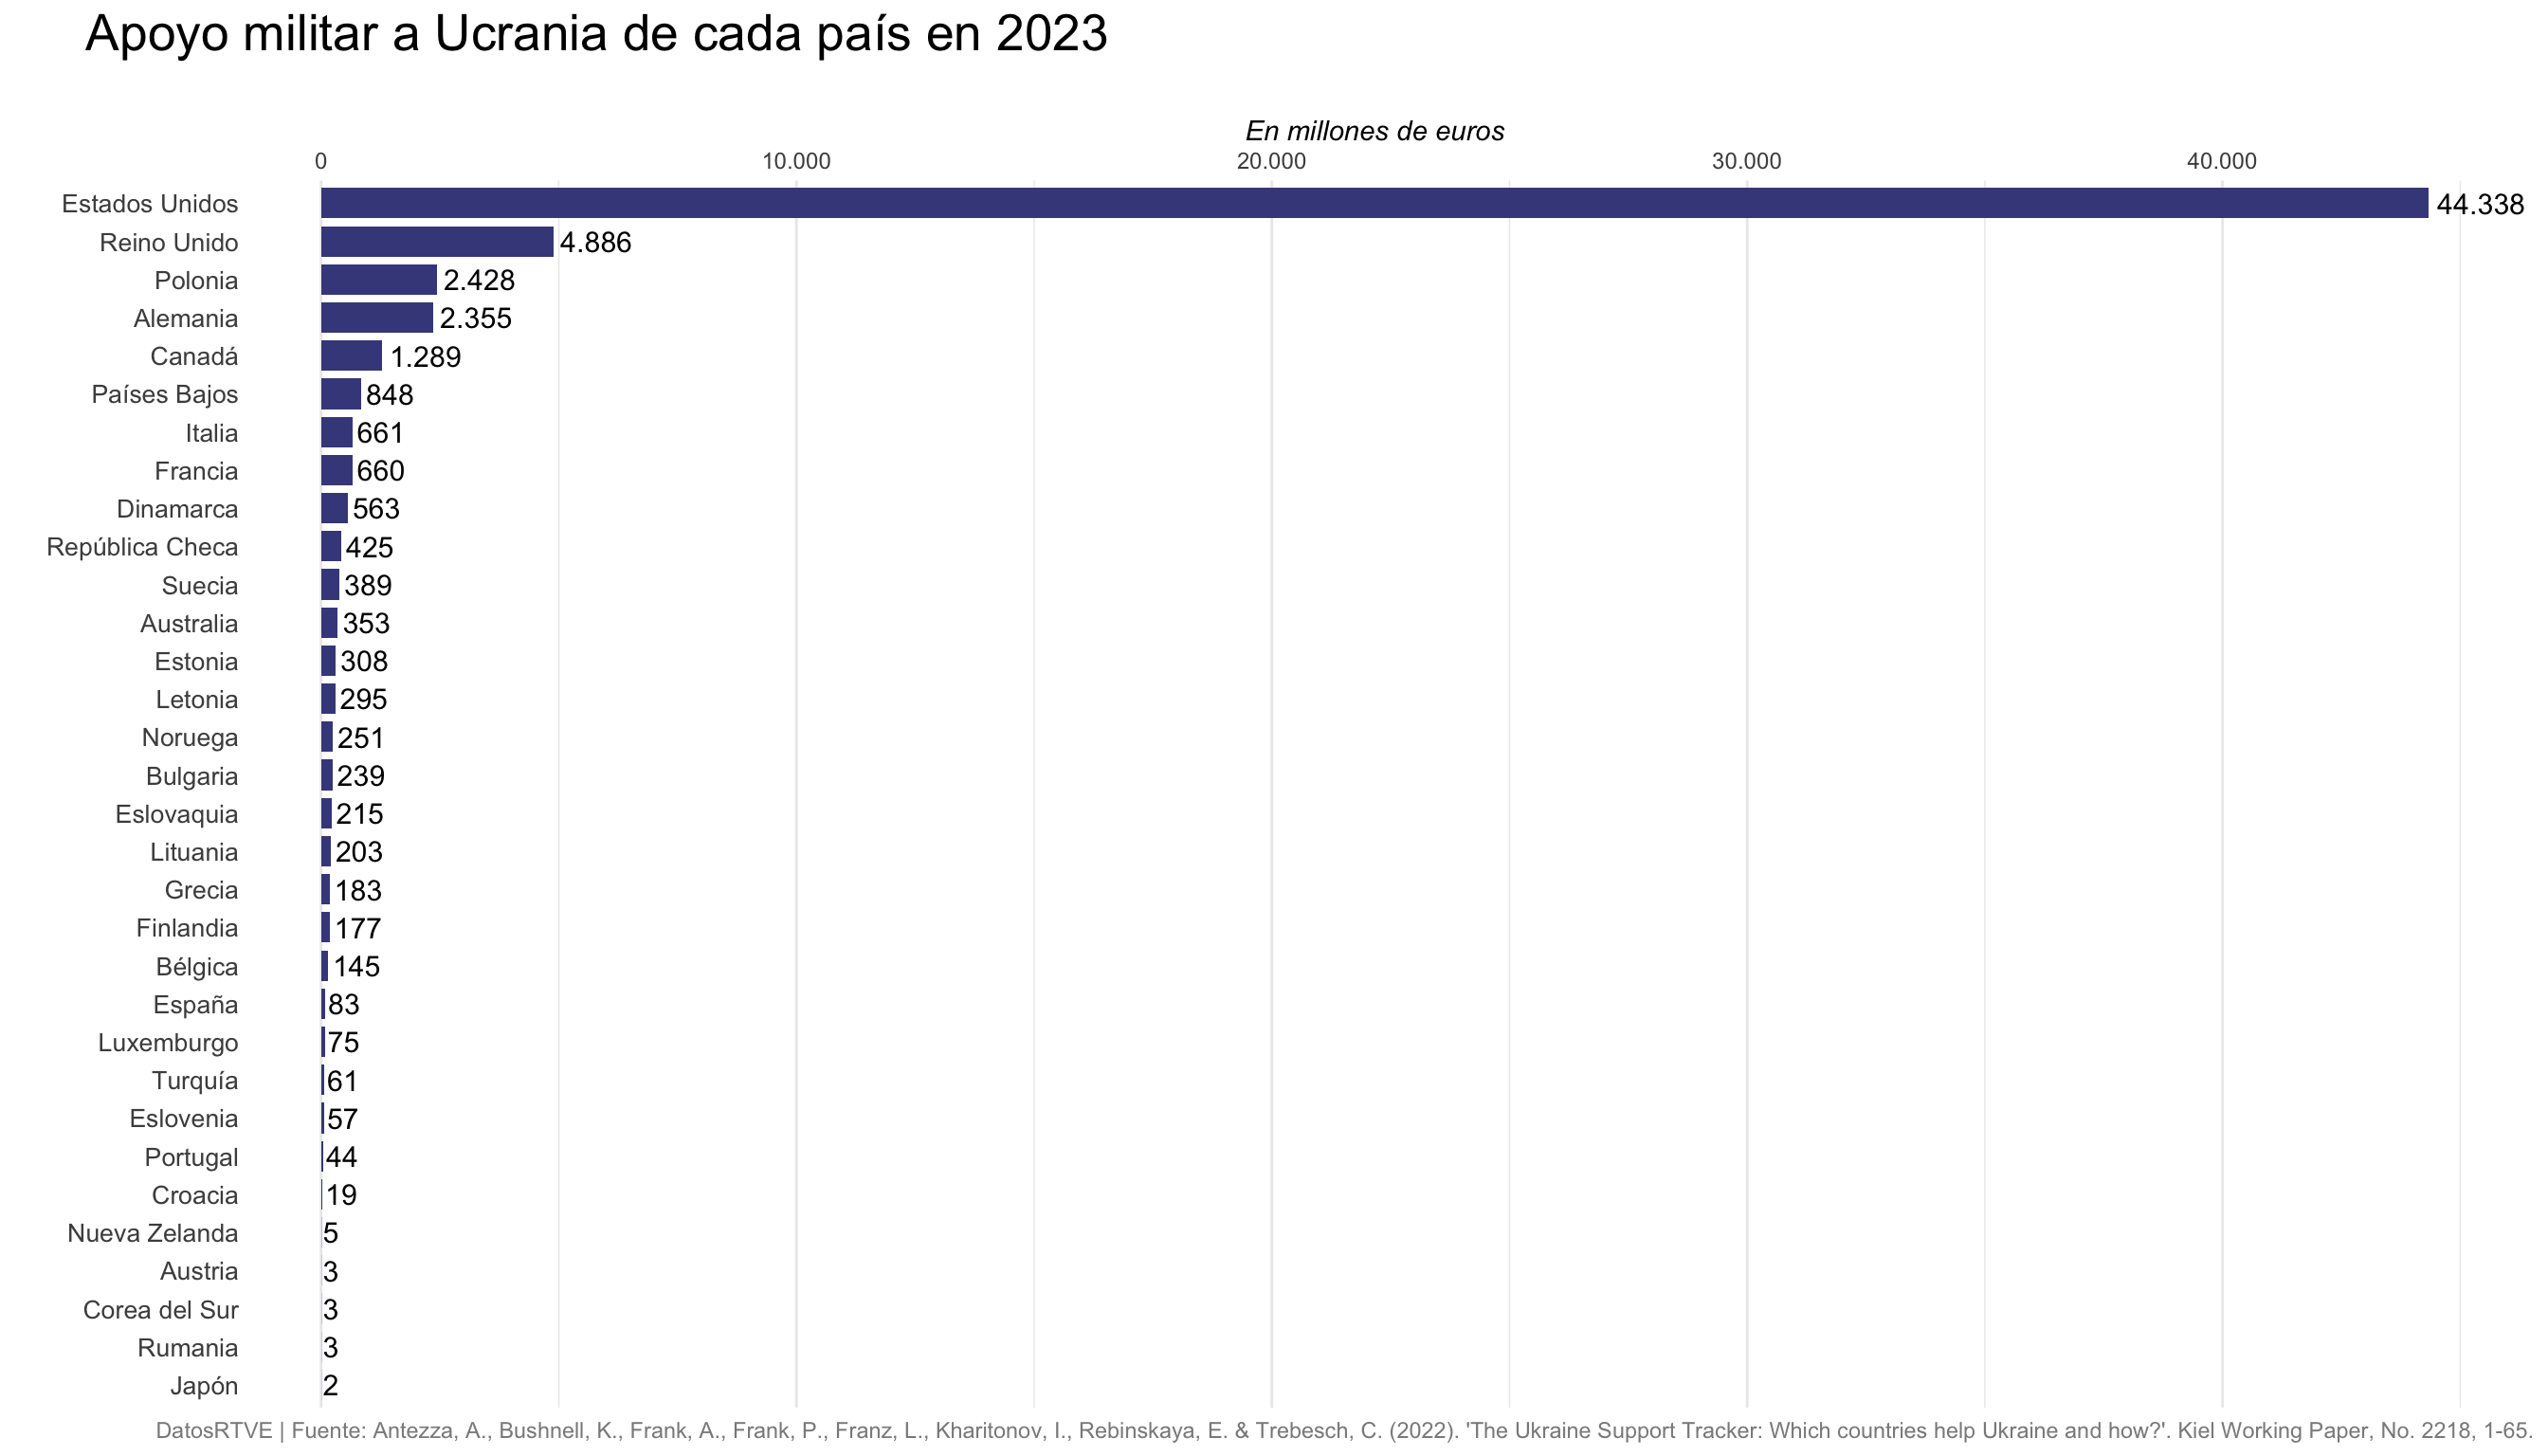 Apoyo militar a Ucrania de cada país en 2023
En millones de euros
0 10.000 20.000 30.000 40.000
Estados Unidos 44.338
Reino Unido 4.886
Polonia 2.428
Alemania 2.355
Canadá 1.289
Países Bajos 848
Italia 661
Francia 660
Dinamarca 563
República Checa 425
Suecia 389
Australia 353
Estonia 308
Letonia 295
Noruega 251
Bulgaria 239
Eslovaquia 215
Lituania 203
Grecia 183
Finlandia 177
Bélgica 145
España 83
Luxemburgo 75
Turquía 61
Eslovenia 57
Portugal 44
Croacia 19
Nueva Zelanda 5
Austria 3
Corea del Sur 3
Rumania 3
Japón 2
DatosRTVE | Fuente: Antezza, A., Bushnell, K., Frank, A., Frank, P., Franz, L., Kharitonov, I., Rebinskaya, E. & Trebesch, C. (2022). 'The Ukraine Support Tracker: Which countries help Ukraine and how?'. Kiel Working Paper, No. 2218, 1-65.